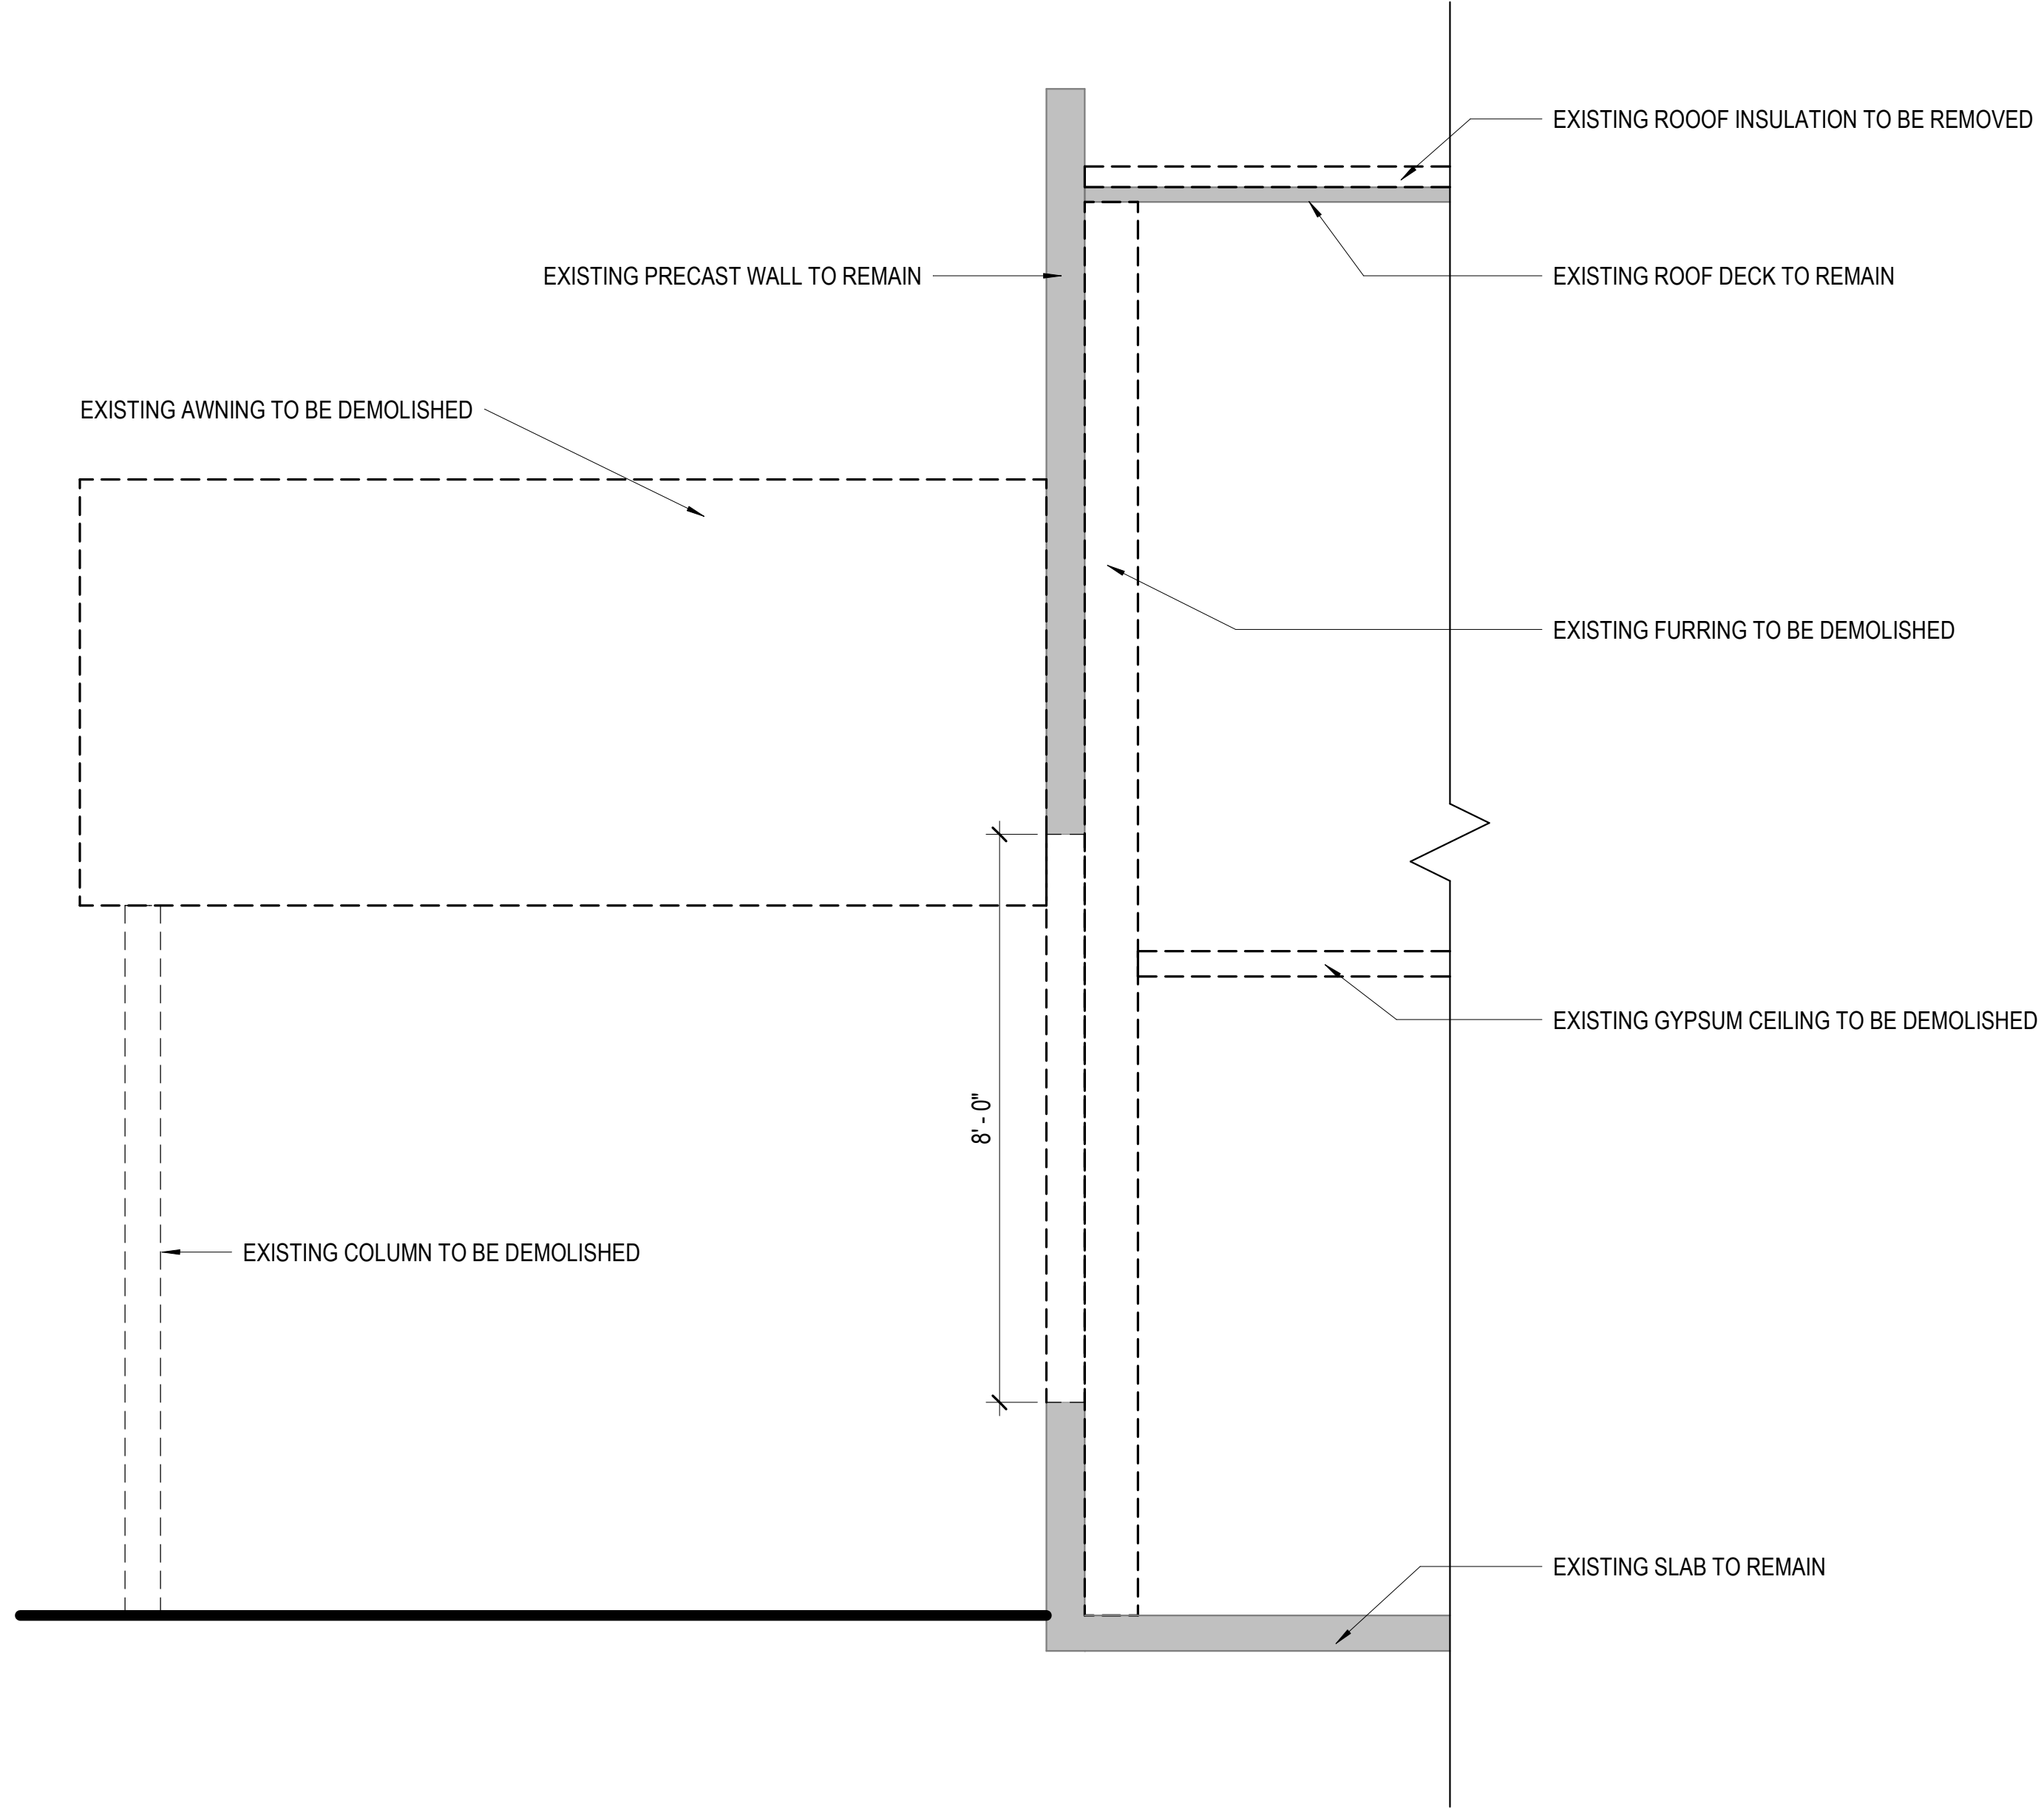 EXISTING ROOOF INSULATION TO BE REMOVED
EXISTING PRECAST WALL TO REMAIN
EXISTING ROOF DECK TO REMAIN
EXISTING AWNING TO BE DEMOLISHED
EXISTING FURRING TO BE DEMOLISHED
EXISTING GYPSUM CEILING TO BE DEMOLISHED
8' - 0"
EXISTING COLUMN TO BE DEMOLISHED
EXISTING SLAB TO REMAIN